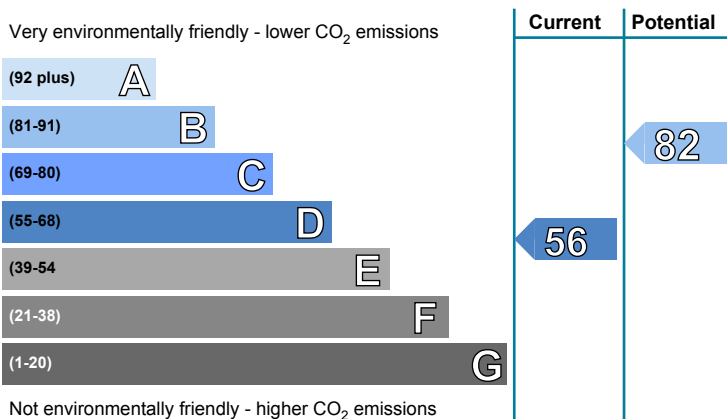 Current Potential
Very environmentally friendly - lower CO2 emissions
(92 plus) A
(81-91) B
82
(69-80) C
(55-68) D
56
(39-54 E
(21-38) F
(1-20) G
Not environmentally friendly - higher CO2 emissions